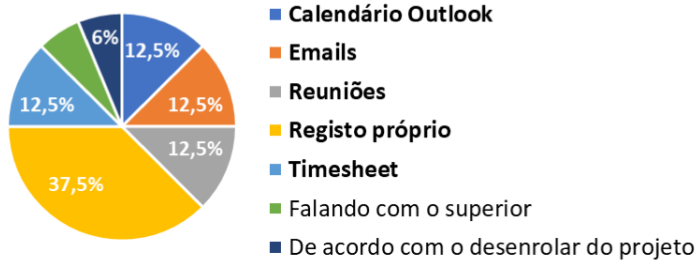 6%
12,5%
12,5%
12,5%
12,5%
37,5%
Calendário Outlook
Emails
Reuniões
Registo próprio
Timesheet
Falando com o superior
De acordo com o desenrolar do projeto